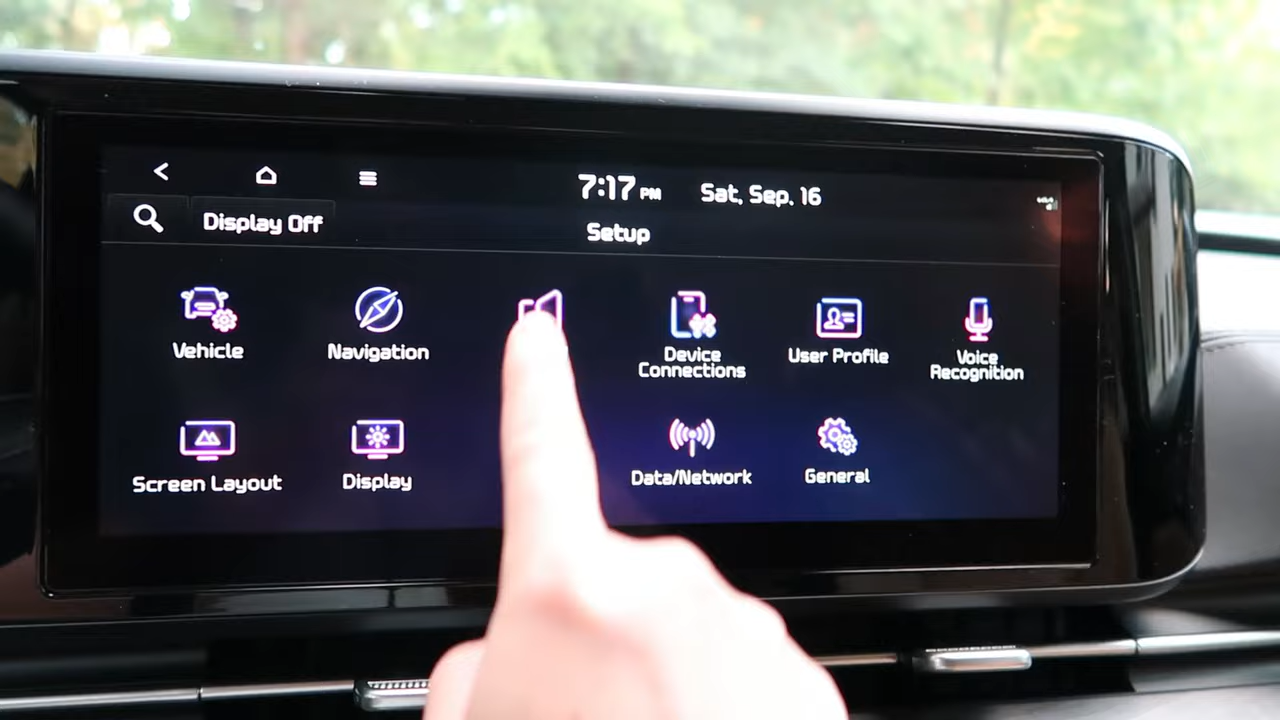 7:17 PM Sat, Sep. 16
Display Off
Setup
Vehicle
Navigation
Device
Connections
User Profile
Voice
Recognition
Screen Layout
Display
Data/Network
General